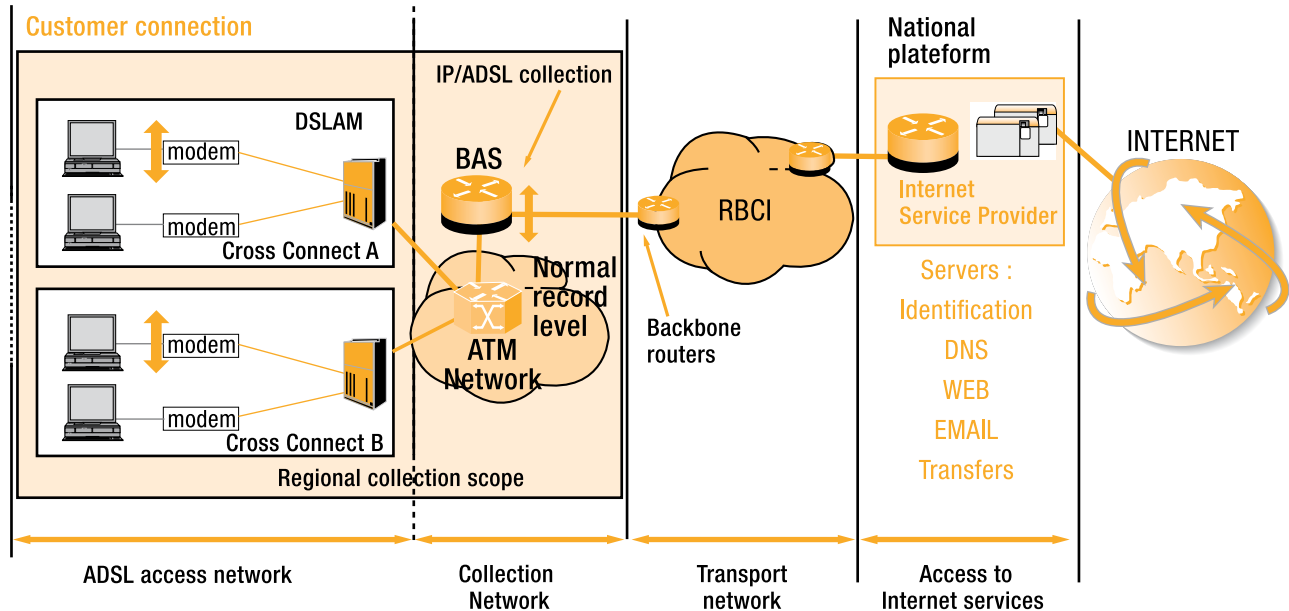 Customer connection
IP/ADSL collection
DSLAM
modem
modem
Cross Connect A
BAS
Normal
record
level
ATM
Network
modem
modem
Cross Connect B
Regional collection scope
RBCI
Backbone
routers
National
plateform
Internet
Service Provider
Servers :
Identification
DNS
WEB
EMAIL
Transfers
INTERNET
ADSL access network
Collection
Network
Transport
network
Access to
Internet services